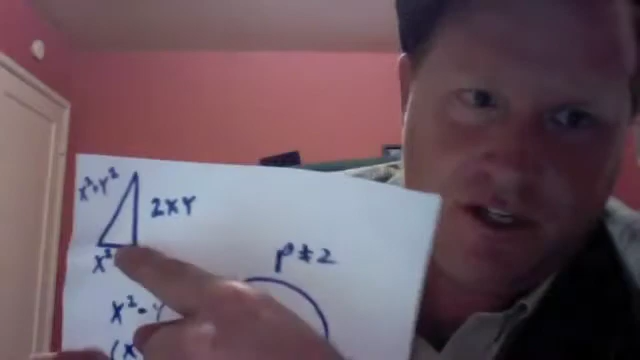 x²+y²
2XY
x²
p≠2
x²-y
(x